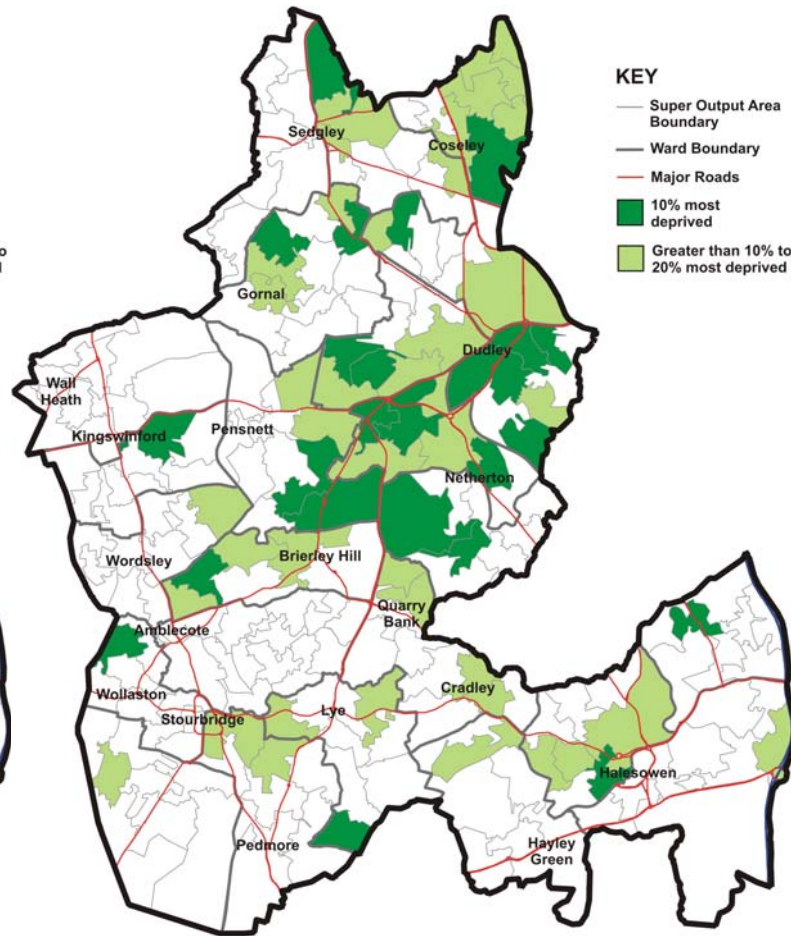 KEY
Super Output Area
Boundary
Ward Boundary
Major Roads
10% most
deprived
Greater than 10% to
20% most deprived
o
Sedgley
Coseley
Gornal
Dudley
Wall
Heath
Kingswinford
Pensnett
Netherton
Wordsley
Brierley Hill
Quarry
Bank
Amblecote
Wollaston
Stourbridge
Lye
Cradley
Halesowen
Pedmore
Hayley
Green